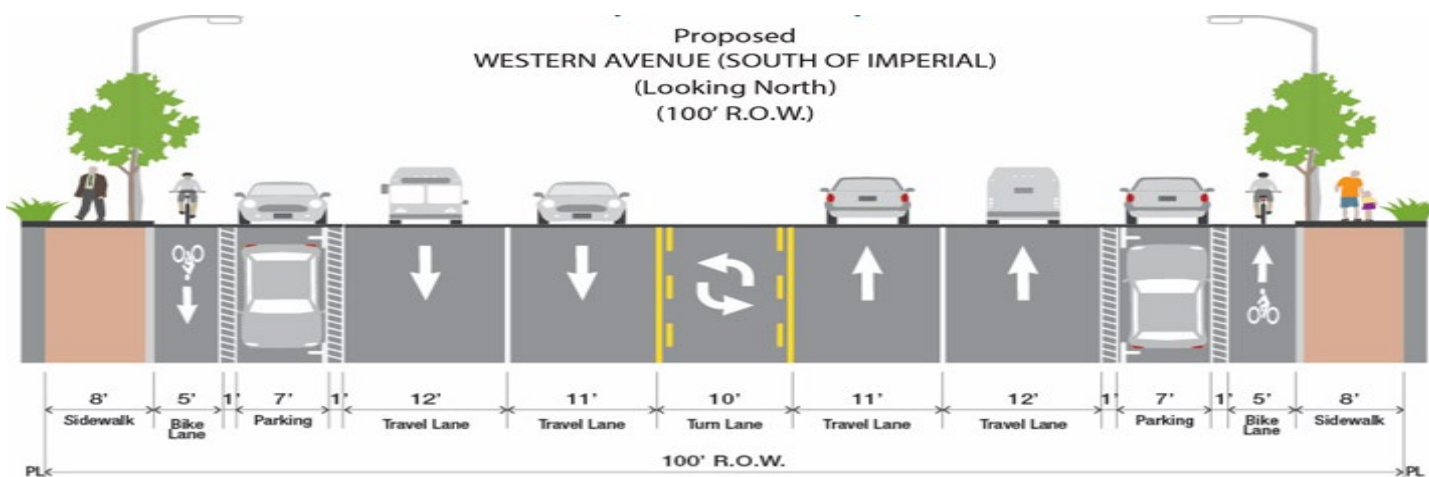 Proposed
WESTERN AVENUE (SOUTH OF IMPERIAL)
(Looking North)
(100' R.O.W.)
8' 5' 1' 7' 1' 12' 11' 10' 11' 12' 1' 7' 1' 5' 8'
Sidewalk Bike Lane Parking Travel Lane Travel Lane Turn Lane Travel Lane Travel Lane Parking Bike Lane Sidewalk
100' R.O.W.
PL PL